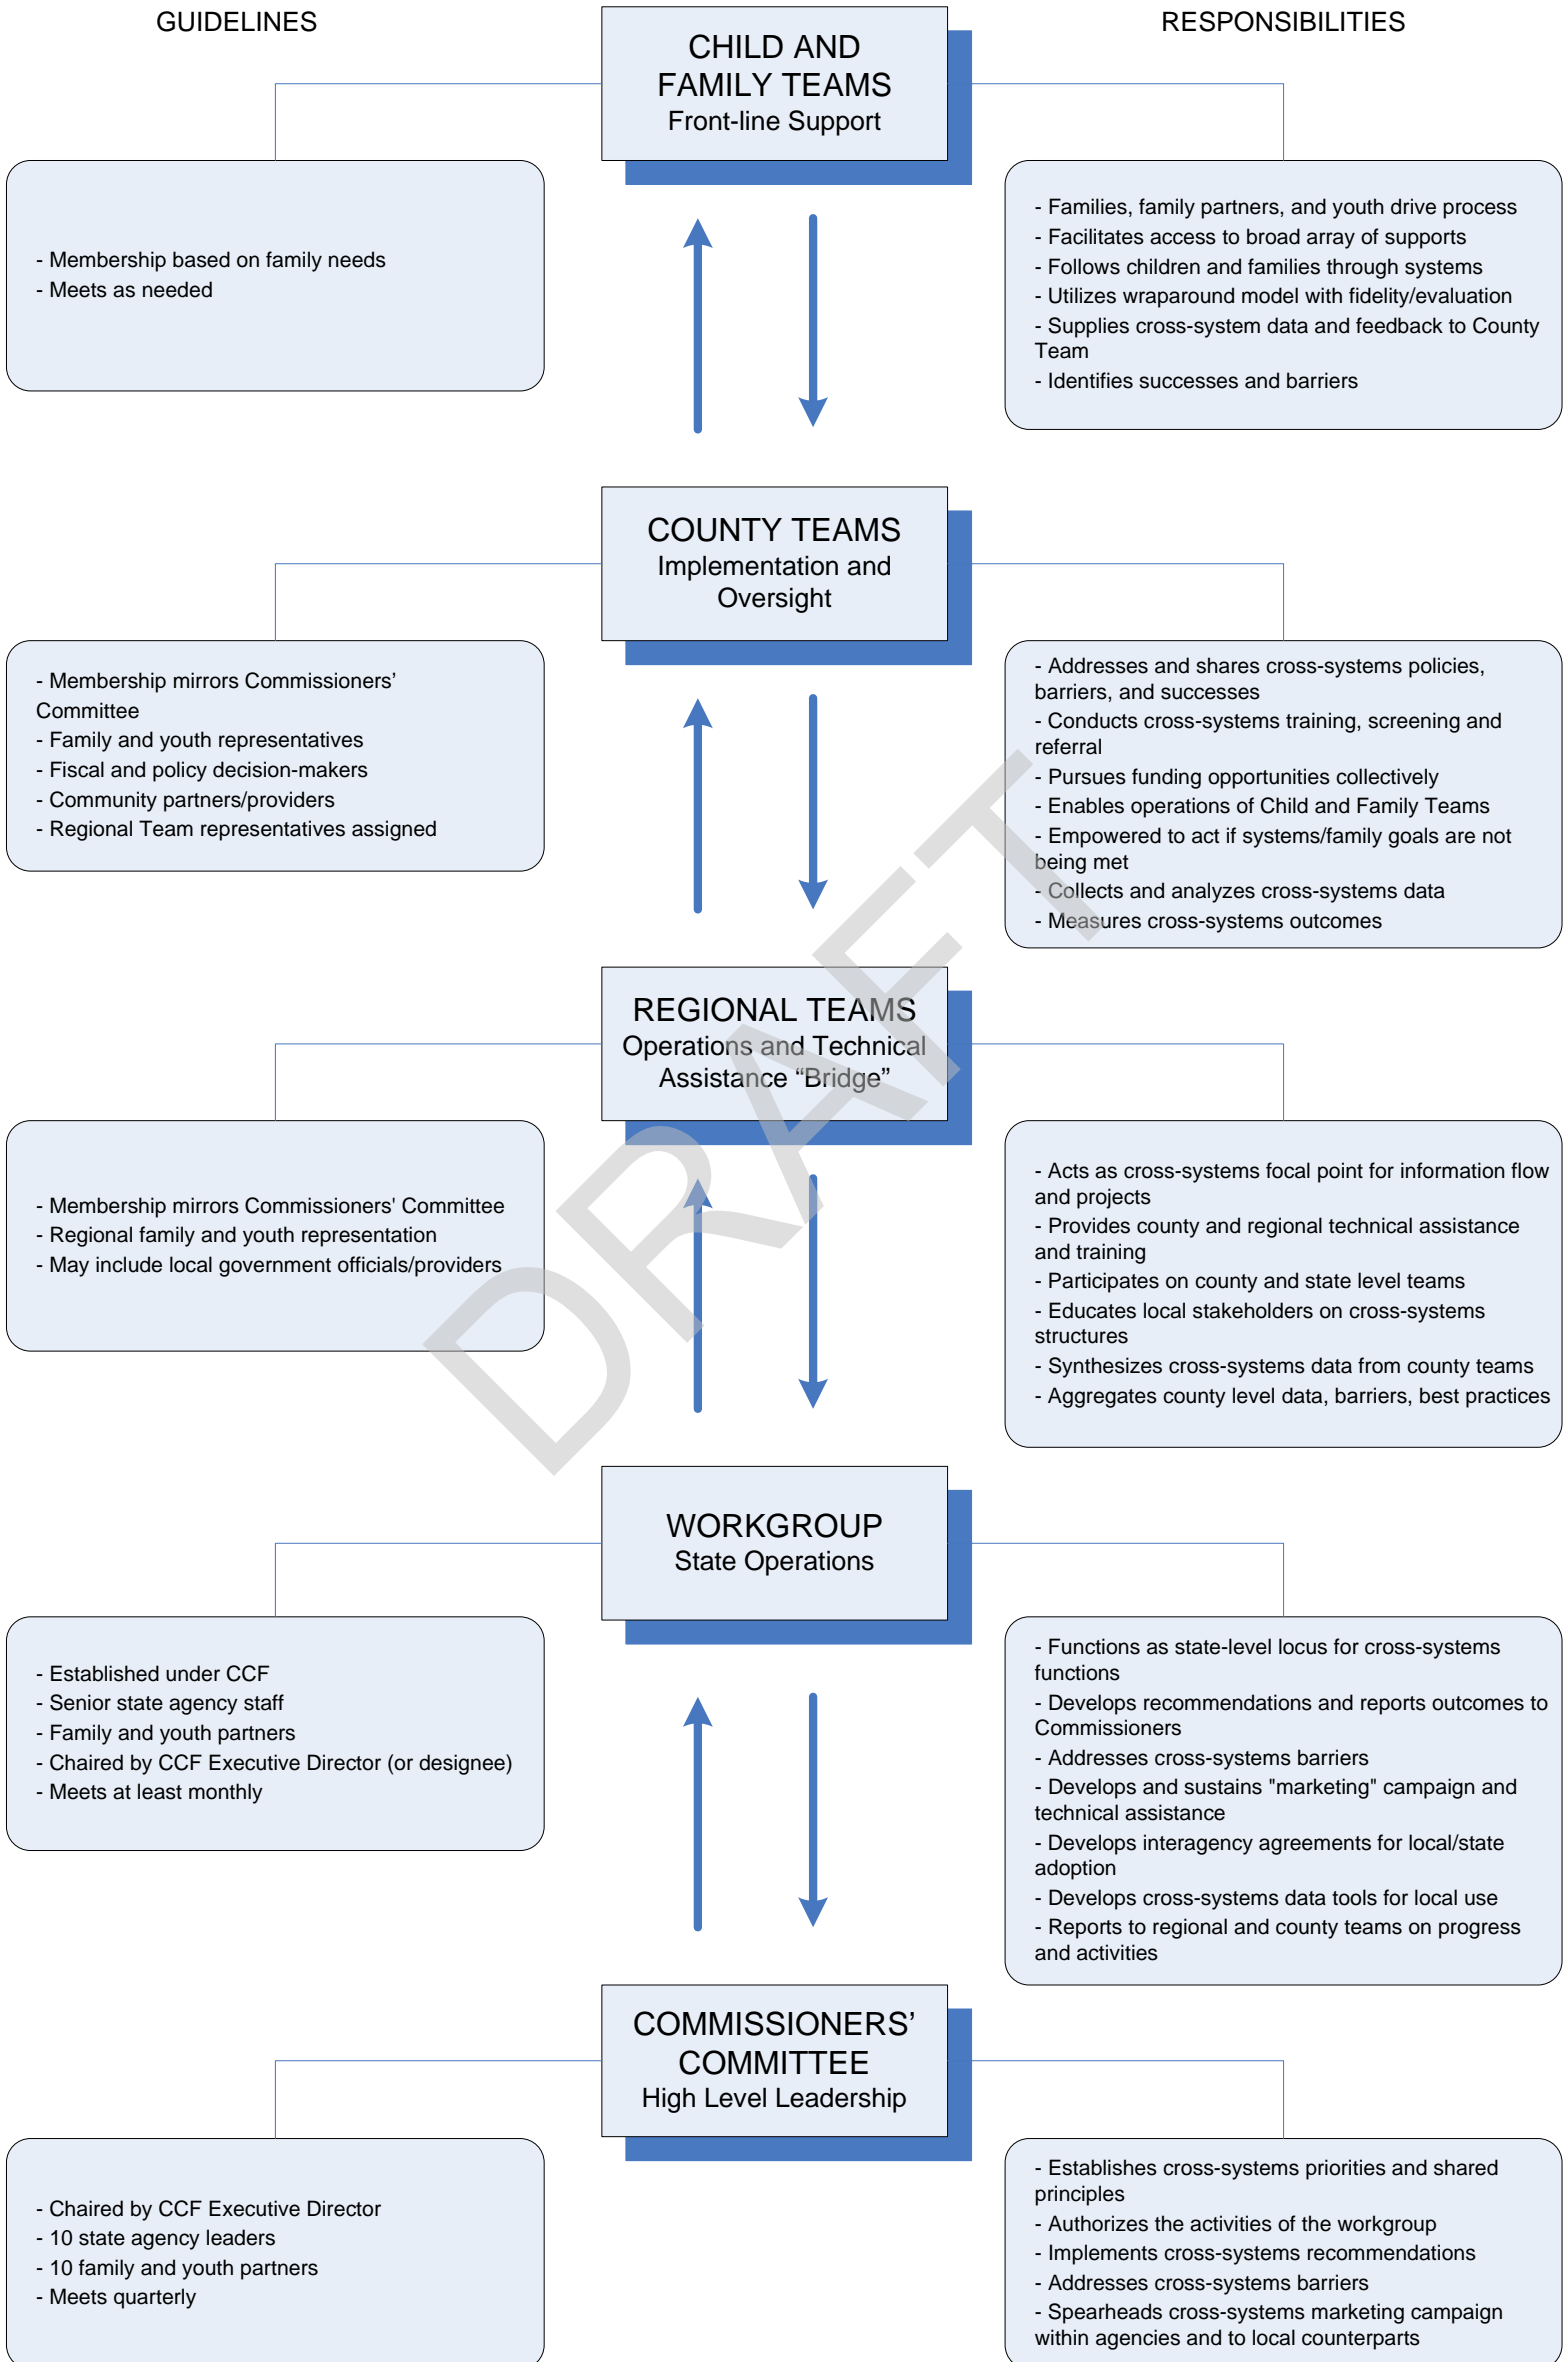 GUIDELINES
RESPONSIBILITIES
CHILD AND
FAMILY TEAMS
Front-line Support
- Membership based on family needs
- Meets as needed
- Families, family partners, and youth drive process
- Facilitates access to broad array of supports
- Follows children and families through systems
- Utilizes wraparound model with fidelity/evaluation
- Supplies cross-system data and feedback to County
Team
- Identifies successes and barriers
COUNTY TEAMS
Implementation and
Oversight
- Membership mirrors Commissioners’
Committee
- Family and youth representatives
- Fiscal and policy decision-makers
- Community partners/providers
- Regional Team representatives assigned
- Addresses and shares cross-systems policies,
barriers, and successes
- Conducts cross-systems training, screening and
referral
- Pursues funding opportunities collectively
- Enables operations of Child and Family Teams
- Empowered to act if systems/family goals are not
being met
- Collects and analyzes cross-systems data
- Measures cross-systems outcomes
REGIONAL TEAMS
Operations and Technical
Assistance “Bridge”
- Membership mirrors Commissioners' Committee
- Regional family and youth representation
- May include local government officials/providers
- Acts as cross-systems focal point for information flow
and projects
- Provides county and regional technical assistance
and training
- Participates on county and state level teams
- Educates local stakeholders on cross-systems
structures
- Synthesizes cross-systems data from county teams
- Aggregates county level data, barriers, best practices
DRAFT
WORKGROUP
State Operations
- Established under CCF
- Senior state agency staff
- Family and youth partners
- Chaired by CCF Executive Director (or designee)
- Meets at least monthly
- Functions as state-level locus for cross-systems
functions
- Develops recommendations and reports outcomes to
Commissioners
- Addresses cross-systems barriers
- Develops and sustains "marketing" campaign and
technical assistance
- Develops interagency agreements for local/state
adoption
- Develops cross-systems data tools for local use
- Reports to regional and county teams on progress
and activities
COMMISSIONERS’
COMMITTEE
High Level Leadership
- Chaired by CCF Executive Director
- 10 state agency leaders
- 10 family and youth partners
- Meets quarterly
- Establishes cross-systems priorities and shared
principles
- Authorizes the activities of the workgroup
- Implements cross-systems recommendations
- Addresses cross-systems barriers
- Spearheads cross-systems marketing campaign
within agencies and to local counterparts